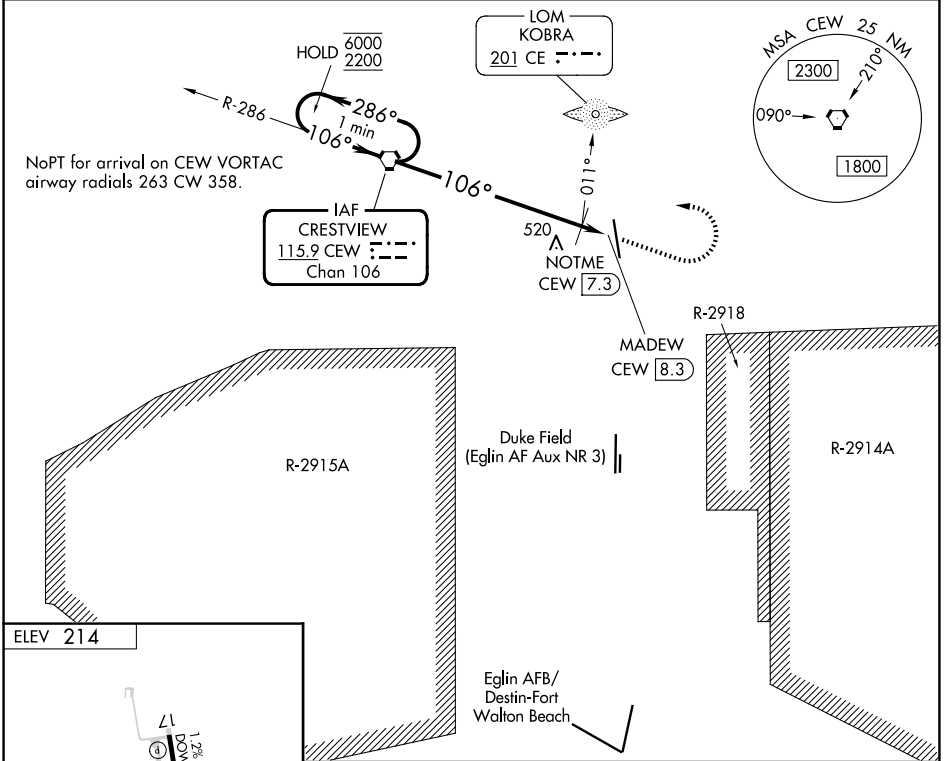 HOLD 6000
2200
R-286
286°
1 min
106°
NoPT for arrival on CEW VORTAC
airway radials 263 CW 358.
IAF
CRESTVIEW
115.9 CEW
Chan 106
106°
LOM
KOBRA
201 CE
011°
520
NOTME
CEW 7.3
MADEW
CEW 8.3
MSA CEW 25 NM
2300
210°
090°
1800
R-2918
R-2915A
Duke Field
(Eglin AF Aux NR 3)
R-2914A
ELEV 214
17
1.2%
Eglin AFB/
Destin-Fort
Walton Beach